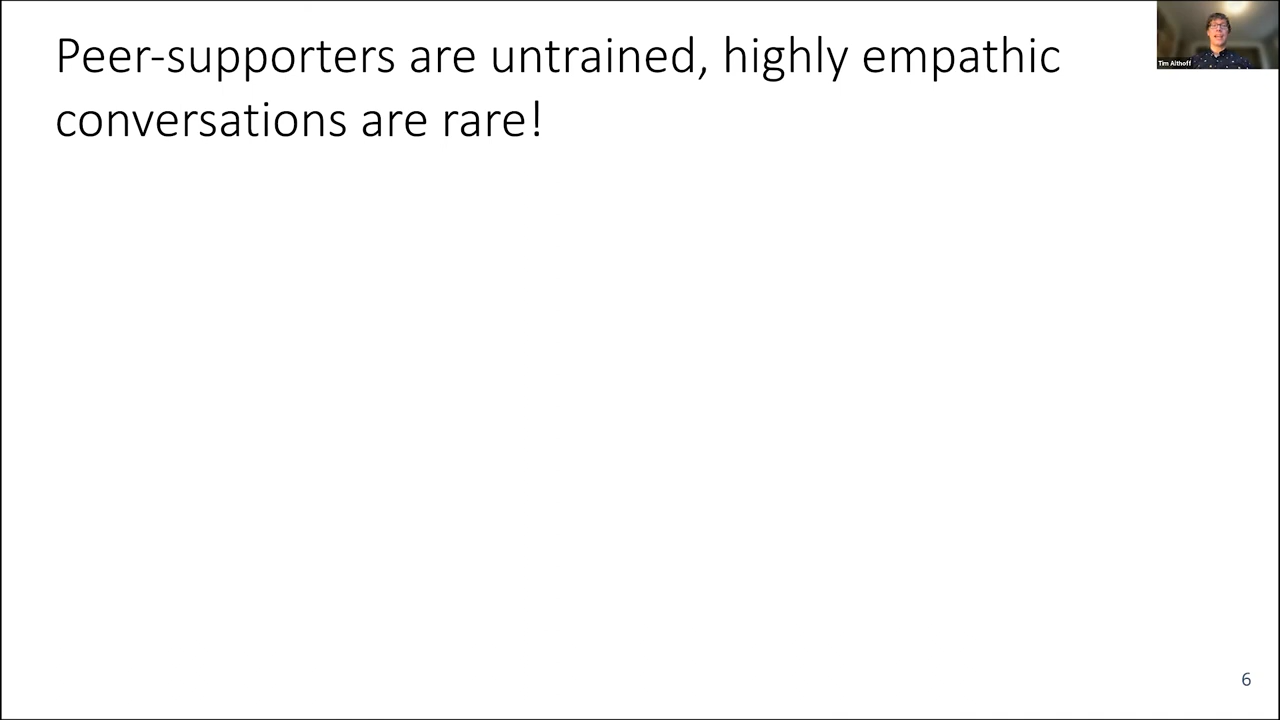 Peer-supporters are untrained, highly empathic
conversations are rare!
Tim Althoff
6